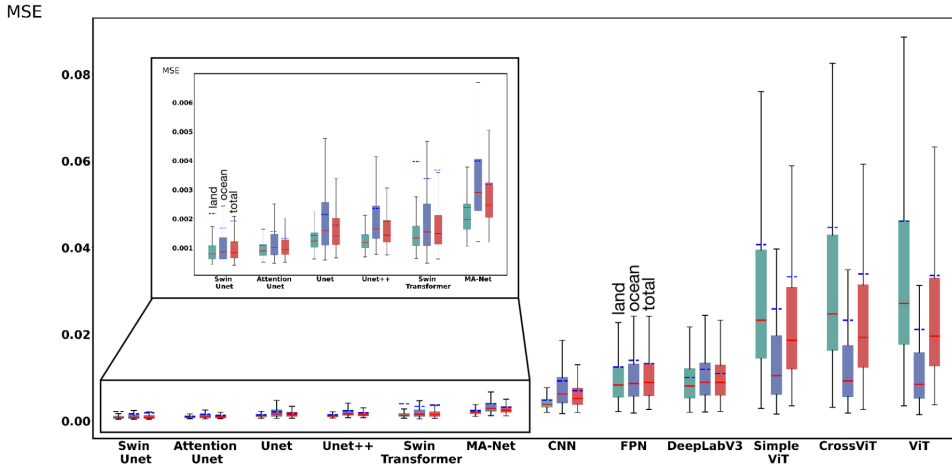 MSE
0.08
0.06
0.04
0.02
0.00
MSE
0.006
0.005
0.004
0.003
0.002
0.001
land
ocean
total
Swin
Unet
Attention
Unet
Unet
Unet++
Swin
Transformer
MA-Net
land
ocean
total
Swin
Unet
Attention
Unet
Unet
Unet++
Swin
Transformer
MA-Net
CNN
FPN
DeepLabV3
Simple
ViT
CrossViT
ViT